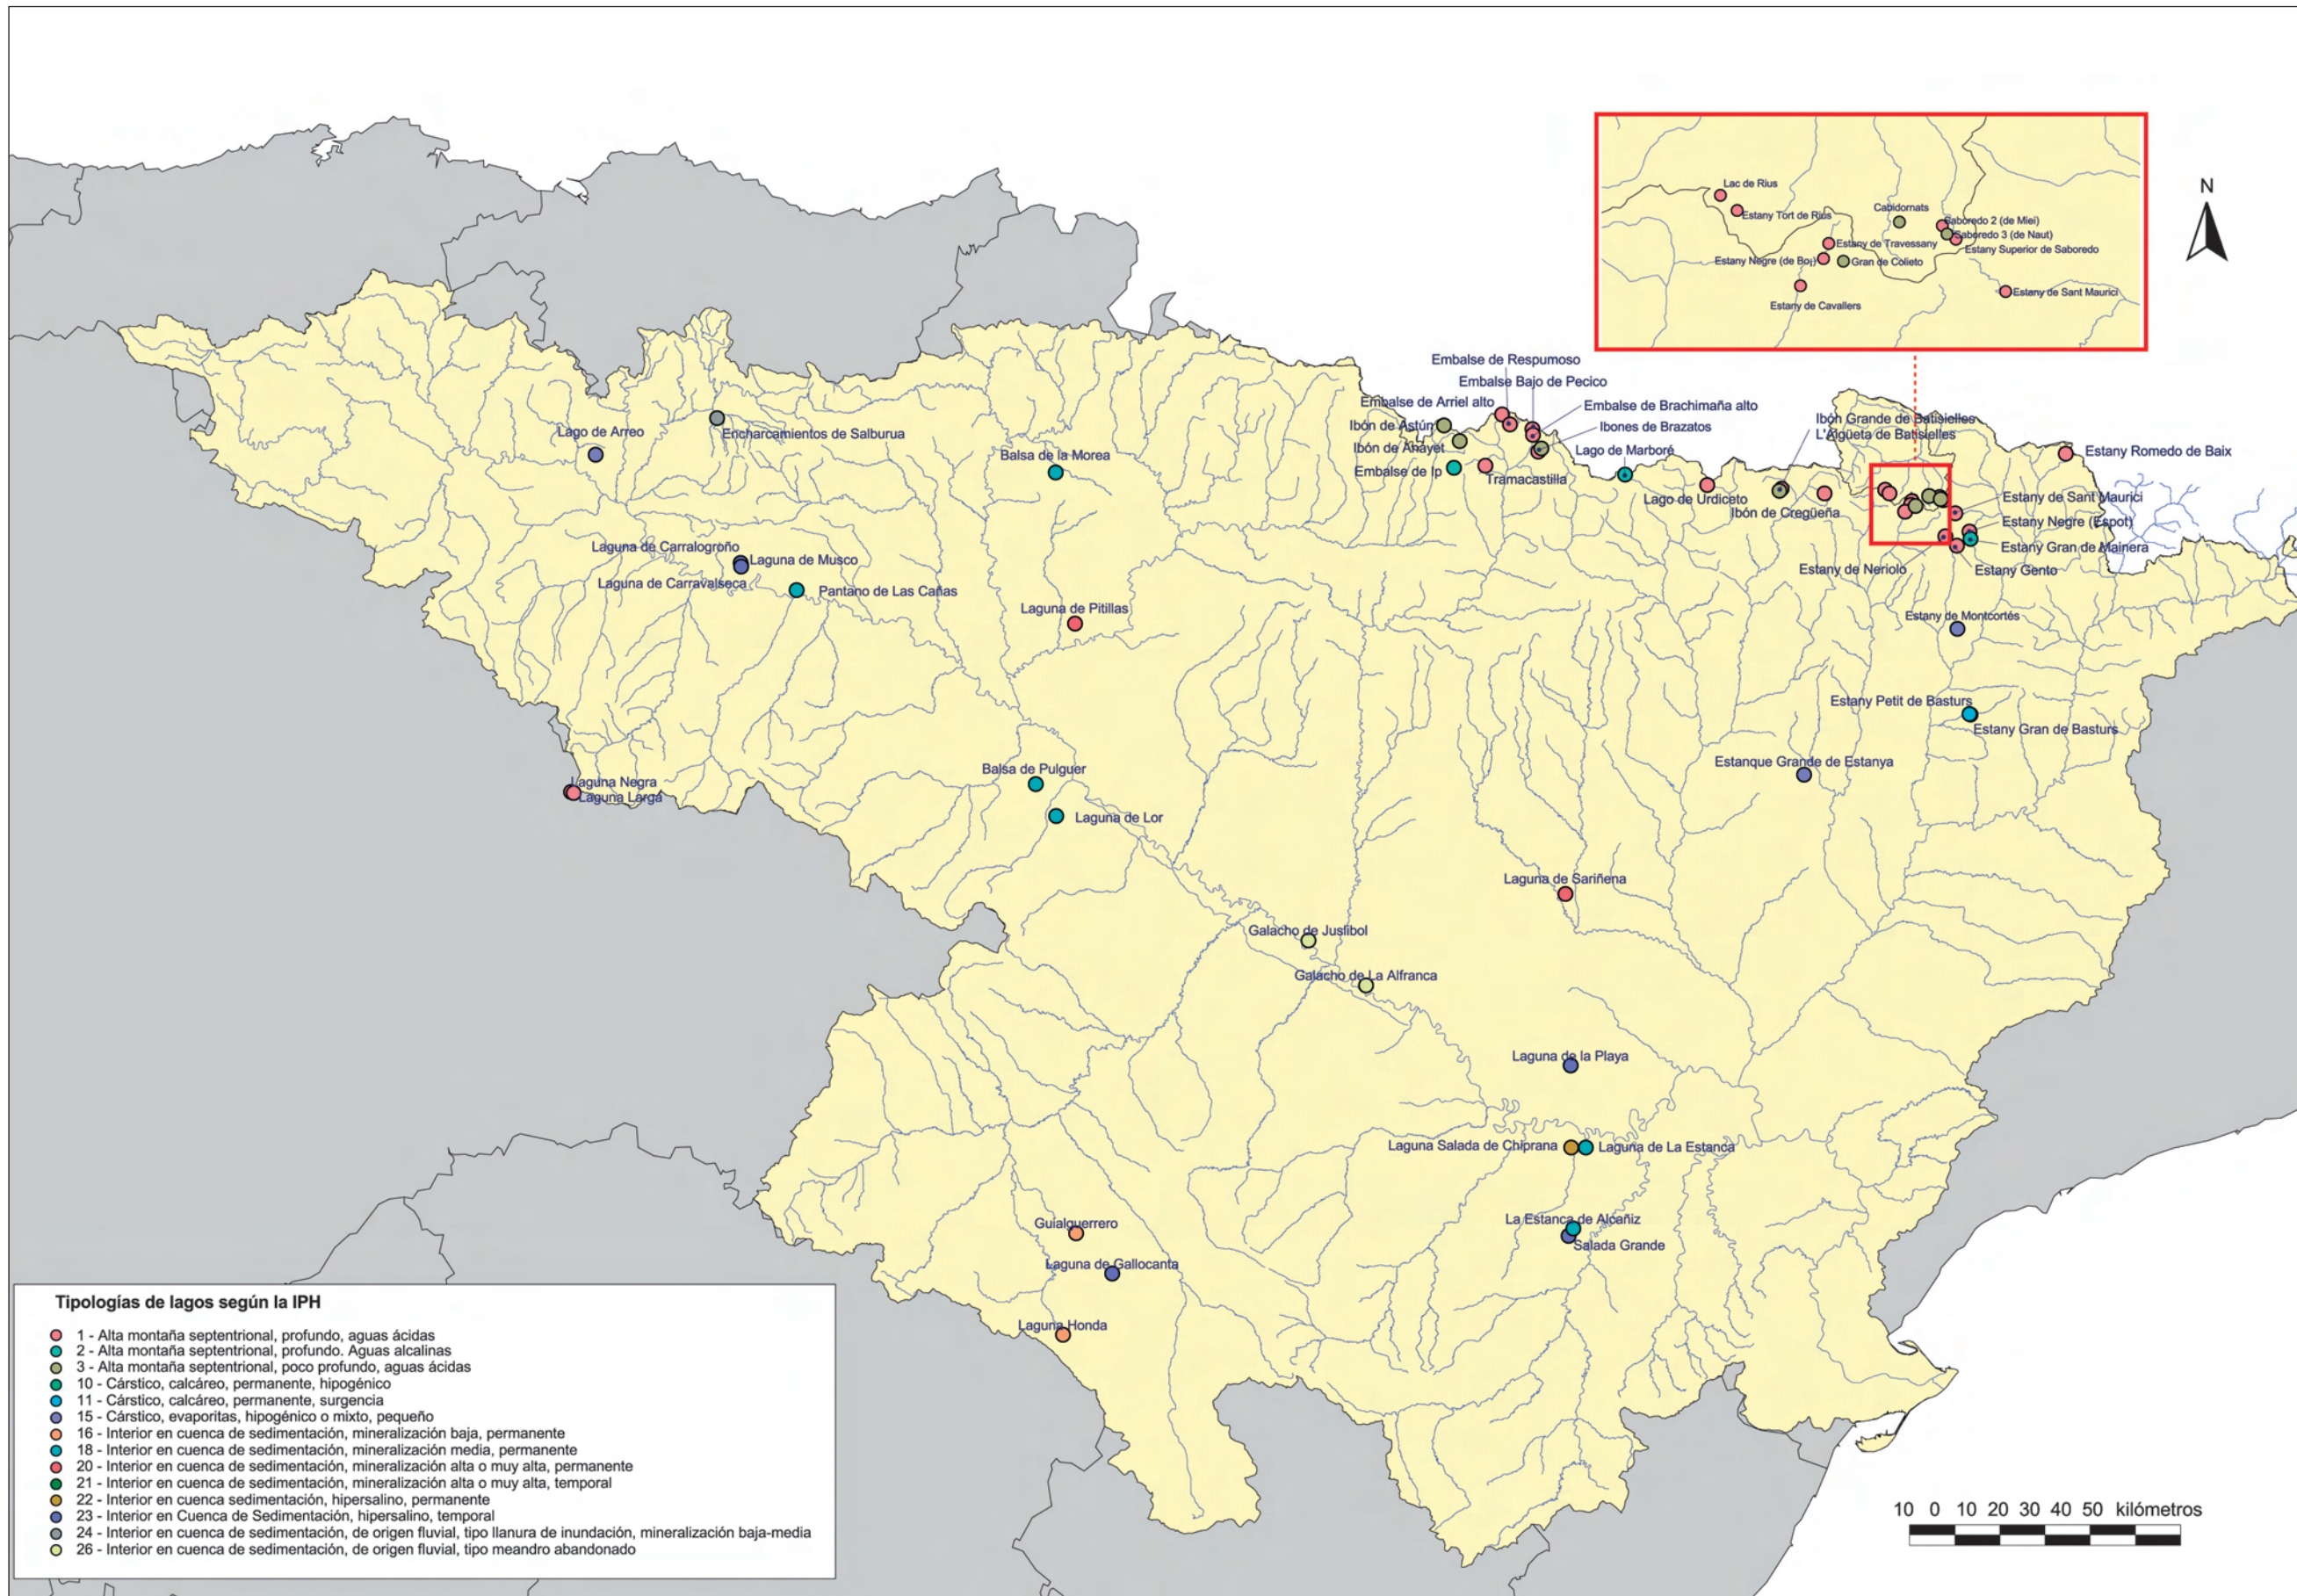 Lac de Rius
Estany Tort de Rius
Cabidornats
Saboredo 2 (de Miei)
Saboredo 3 (de Naut)
Estany Superior de Saboredo
Estany de Travessany
Estany Negre (de Boi)
Gran de Colieto
Estany de Cavallers
Estany de Sant Maurici
N
Embalse de Respumoso
Embalse Bajo de Pecico
Embalse de Arriel alto
Embalse de Brachimaña alto
Ibón de Astún
Ibones de Brazatos
Ibón de Anayet
Lago de Marboré
Embalse de Ip
Tramacastilla
Ibón Grande de Batisielles
L'Aigüeta de Batisielles
Lago de Urdiceto
Ibón de Cregüeña
Estany Romedo de Baix
Estany de Sant Maurici
Estany Negre (Espot)
Estany Gran de Mainera
Estany de Neriolo
Estany Gento
Lago de Arreo
Encharcamientos de Salburua
Balsa de la Morea
Laguna de Carralogroño
Laguna de Musco
Laguna de Carravalseca
Pantano de Las Cañas
Laguna de Pitillas
Estany de Montcortés
Estany Petit de Basturs
Estany Gran de Basturs
Estanque Grande de Estanya
Laguna Negra
Laguna Larga
Balsa de Pulguer
Laguna de Lor
Laguna de Sariñena
Galacho de Juslibol
Galacho de La Alfranca
Laguna de la Playa
Laguna Salada de Chiprana
Laguna de La Estanca
Guialguerrero
La Estanca de Alcañiz
Salada Grande
Laguna de Gallocanta
Laguna Honda
Tipologías de lagos según la IPH
1 - Alta montaña septentrional, profundo, aguas ácidas
2 - Alta montaña septentrional, profundo. Aguas alcalinas
3 - Alta montaña septentrional, poco profundo, aguas ácidas
10 - Cárstico, calcáreo, permanente, hipogénico
11 - Cárstico, calcáreo, permanente, surgencia
15 - Cárstico, evaporitas, hipogénico o mixto, pequeño
16 - Interior en cuenca de sedimentación, mineralización baja, permanente
18 - Interior en cuenca de sedimentación, mineralización media, permanente
20 - Interior en cuenca de sedimentación, mineralización alta o muy alta, permanente
21 - Interior en cuenca de sedimentación, mineralización alta o muy alta, temporal
22 - Interior en cuenca sedimentación, hipersalino, permanente
23 - Interior en Cuenca de Sedimentación, hipersalino, temporal
24 - Interior en cuenca de sedimentación, de origen fluvial, tipo llanura de inundación, mineralización baja-media
26 - Interior en cuenca de sedimentación, de origen fluvial, tipo meandro abandonado
10 0 10 20 30 40 50 kilómetros